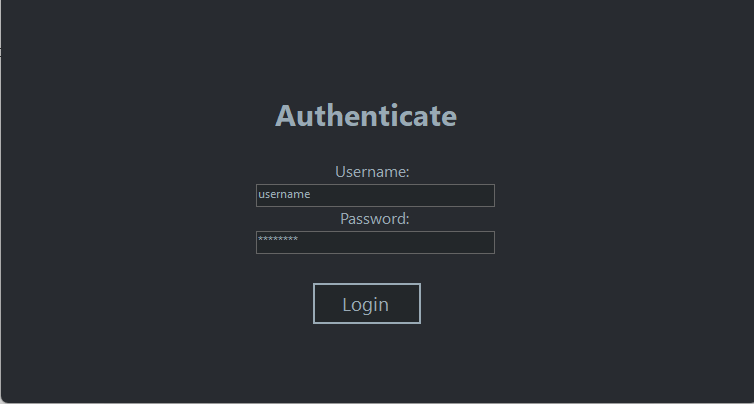 Authenticate
Username:
username
Password:
********
Login